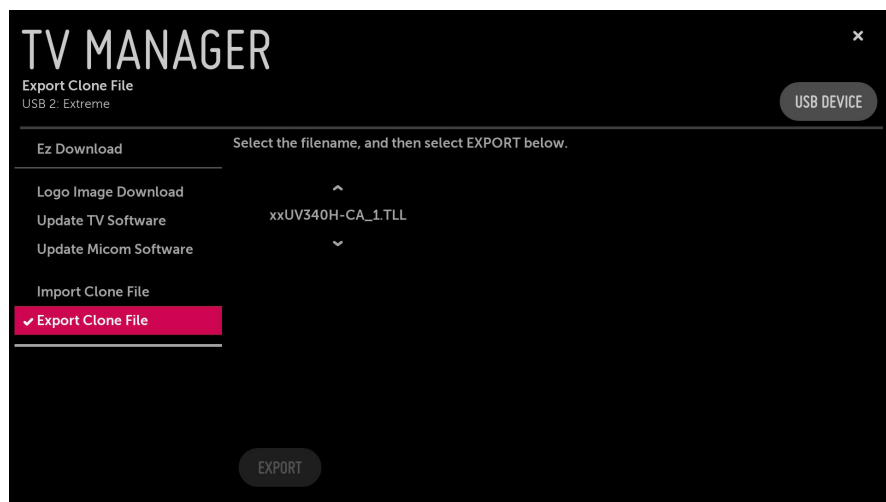 TV MANAGER
Export Clone File
USB 2: Extreme
USB DEVICE
Ez Download
Select the filename, and then select EXPORT below.
Logo Image Download
Update TV Software
xxUV340H-CA_1.TLL
Update Micom Software
Import Clone File
Export Clone File
EXPORT